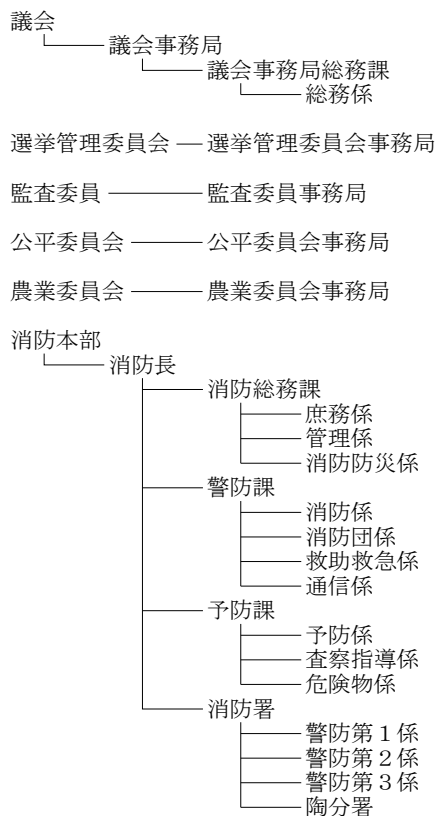 議会
議会事務局
議会事務局総務課
総務係
選挙管理委員会 選挙管理委員会事務局
監査委員 監査委員事務局
公平委員会 公平委員会事務局
農業委員会 農業委員会事務局
消防本部
消防長
消防総務課
庶務係
管理係
消防防災係
警防課
消防係
消防団係
救助救急係
通信係
予防課
予防係
査察指導係
危険物係
消防署
警防第１係
警防第２係
警防第３係
陶分署